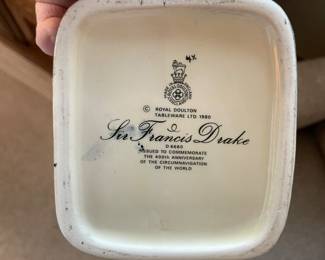 © ROYAL DOULTON
TABLEWARE LTD 1980
Sir Francis Drake
D 6660
ISSUED TO COMMEMORATE
THE 400th ANNIVERSARY
OF THE CIRCUMNAVIGATION
OF THE WORLD